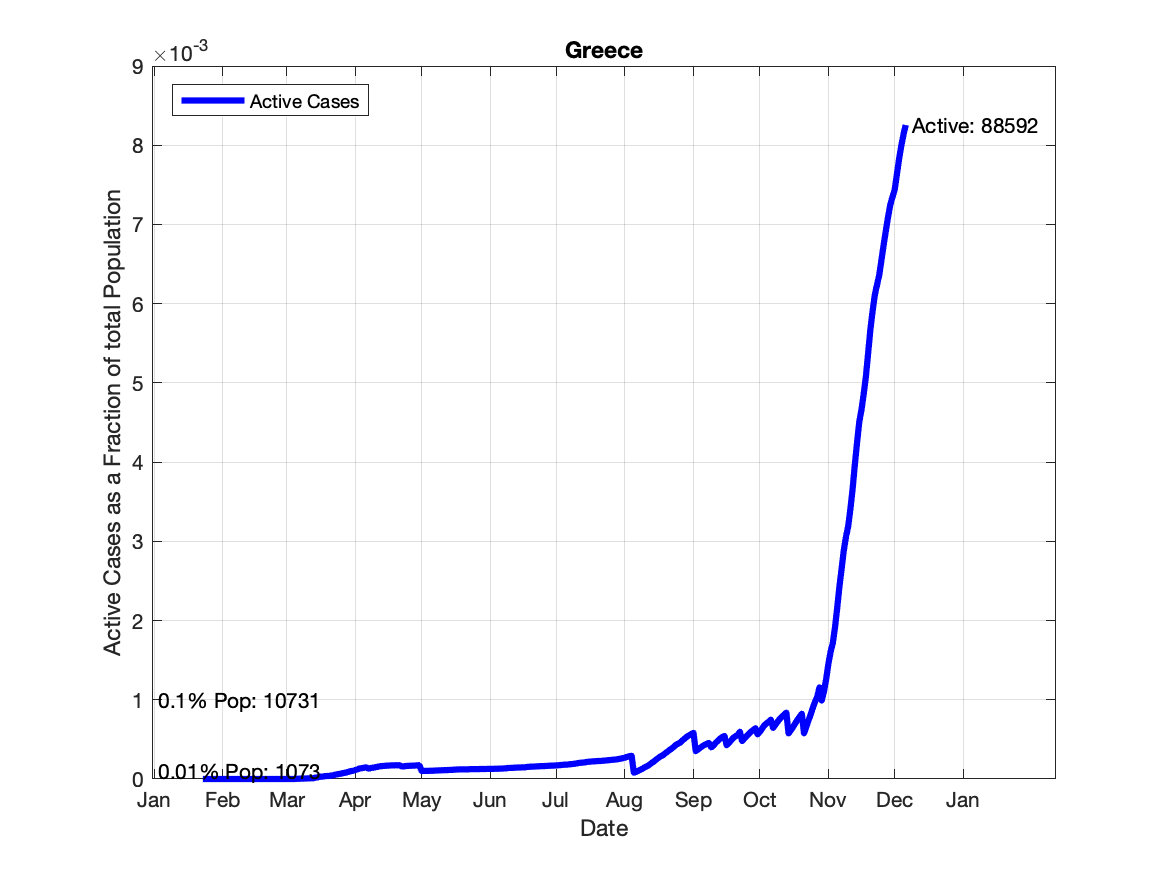 Greece
×10-3
9
8
7
6
5
4
3
2
1
0
Active Cases as a Fraction of total Population
Active Cases
Active: 88592
0.1% Pop: 10731
0.01% Pop: 1073
Jan Feb Mar Apr May Jun Jul Aug Sep Oct Nov Dec Jan
Date